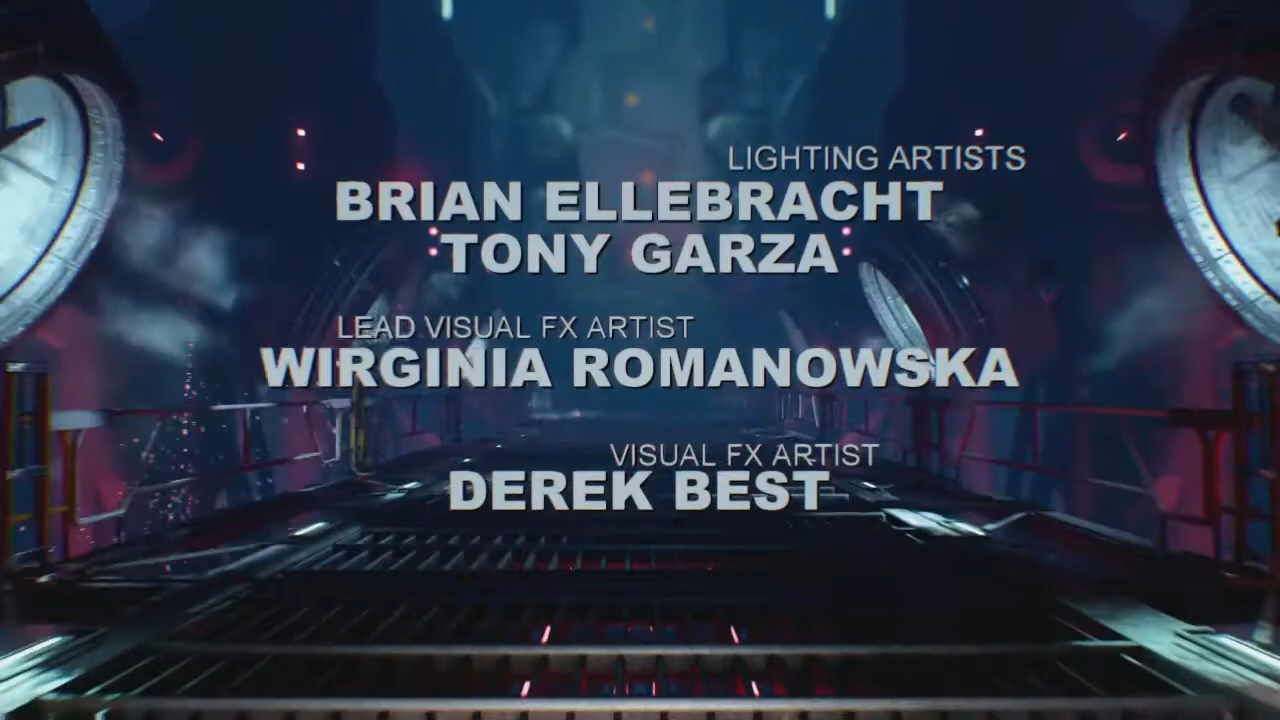 LIGHTING ARTISTS
BRIAN ELLEBRACHT
TONY GARZA
LEAD VISUAL FX ARTIST
WIRGINIA ROMANOWSKA
VISUAL FX ARTIST
DEREK BEST